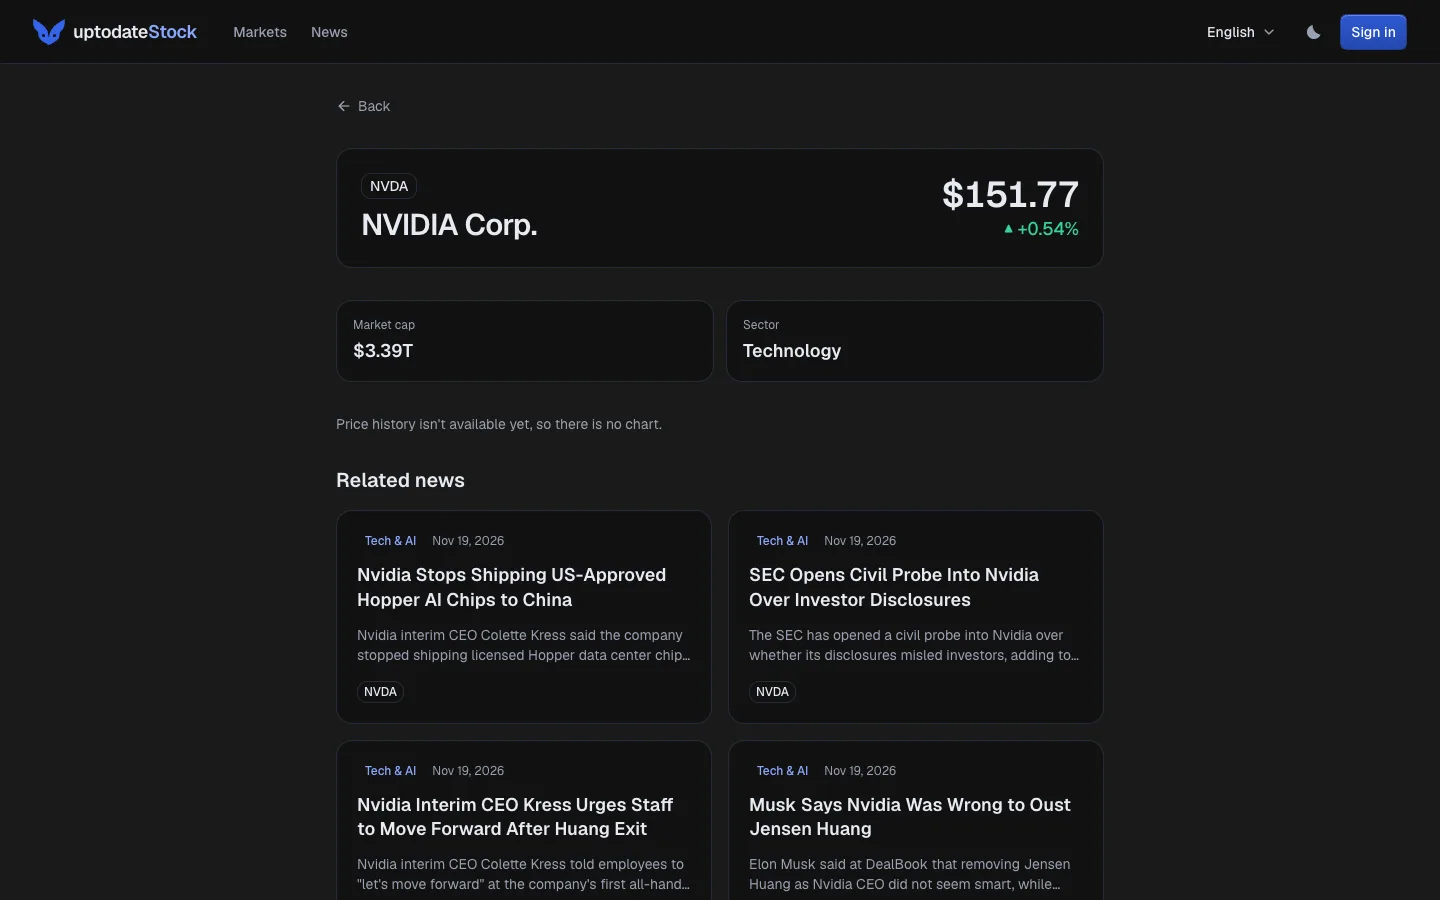 uptodateStock
Markets
News
English
Sign in
Back
NVDA
NVIDIA Corp.
$151.77
+0.54%
Market cap
$3.39T
Sector
Technology
Price history isn't available yet, so there is no chart.
Related news
Tech & AI Nov 19, 2026
Nvidia Stops Shipping US-Approved
Hopper AI Chips to China
Nvidia interim CEO Colette Kress said the company
stopped shipping licensed Hopper data center chip…
NVDA
Tech & AI Nov 19, 2026
SEC Opens Civil Probe Into Nvidia
Over Investor Disclosures
The SEC has opened a civil probe into Nvidia over
whether its disclosures misled investors, adding to…
NVDA
Tech & AI Nov 19, 2026
Nvidia Interim CEO Kress Urges Staff
to Move Forward After Huang Exit
Nvidia interim CEO Colette Kress told employees to
"let's move forward" at the company's first all-hand…
Tech & AI Nov 19, 2026
Musk Says Nvidia Was Wrong to Oust
Jensen Huang
Elon Musk said at DealBook that removing Jensen
Huang as Nvidia CEO did not seem smart, while…